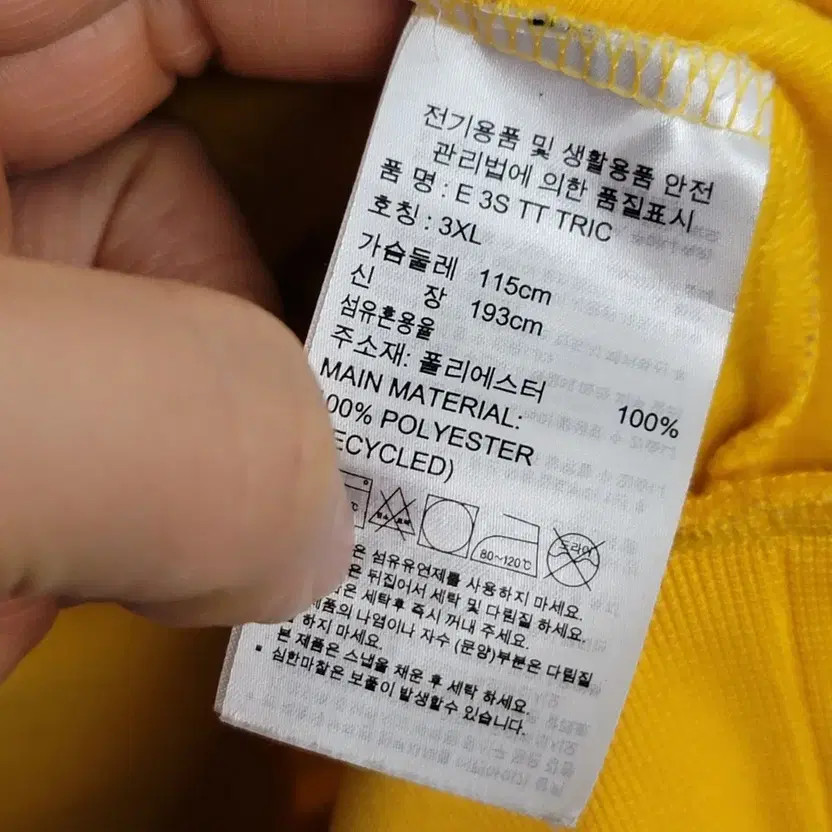 전기용품 및 생활용품 안전
관리법에 의한 품질표시
품 명 : E 3S TT TRIC
호칭 : 3XL
가슴둘레 115cm
신 장 193cm
섬유혼용율
주소재: 폴리에스터 100%
MAIN MATERIAL:
100% POLYESTER
ECYCLED)
80~120℃ 드라이
은 섬유유연제를 사용하지 마세요.
은 뒤집어서 세탁 및 다림질 하세요.
은 세탁후 즉시 꺼내 주세요.
제품의 나염이나 자수 (문양)부분은 다림질
하지 마세요.
본 제품은 스냅을 채운 후 세탁 하세요.
• 심한마찰은 보풀이 발생할수 있습니다.